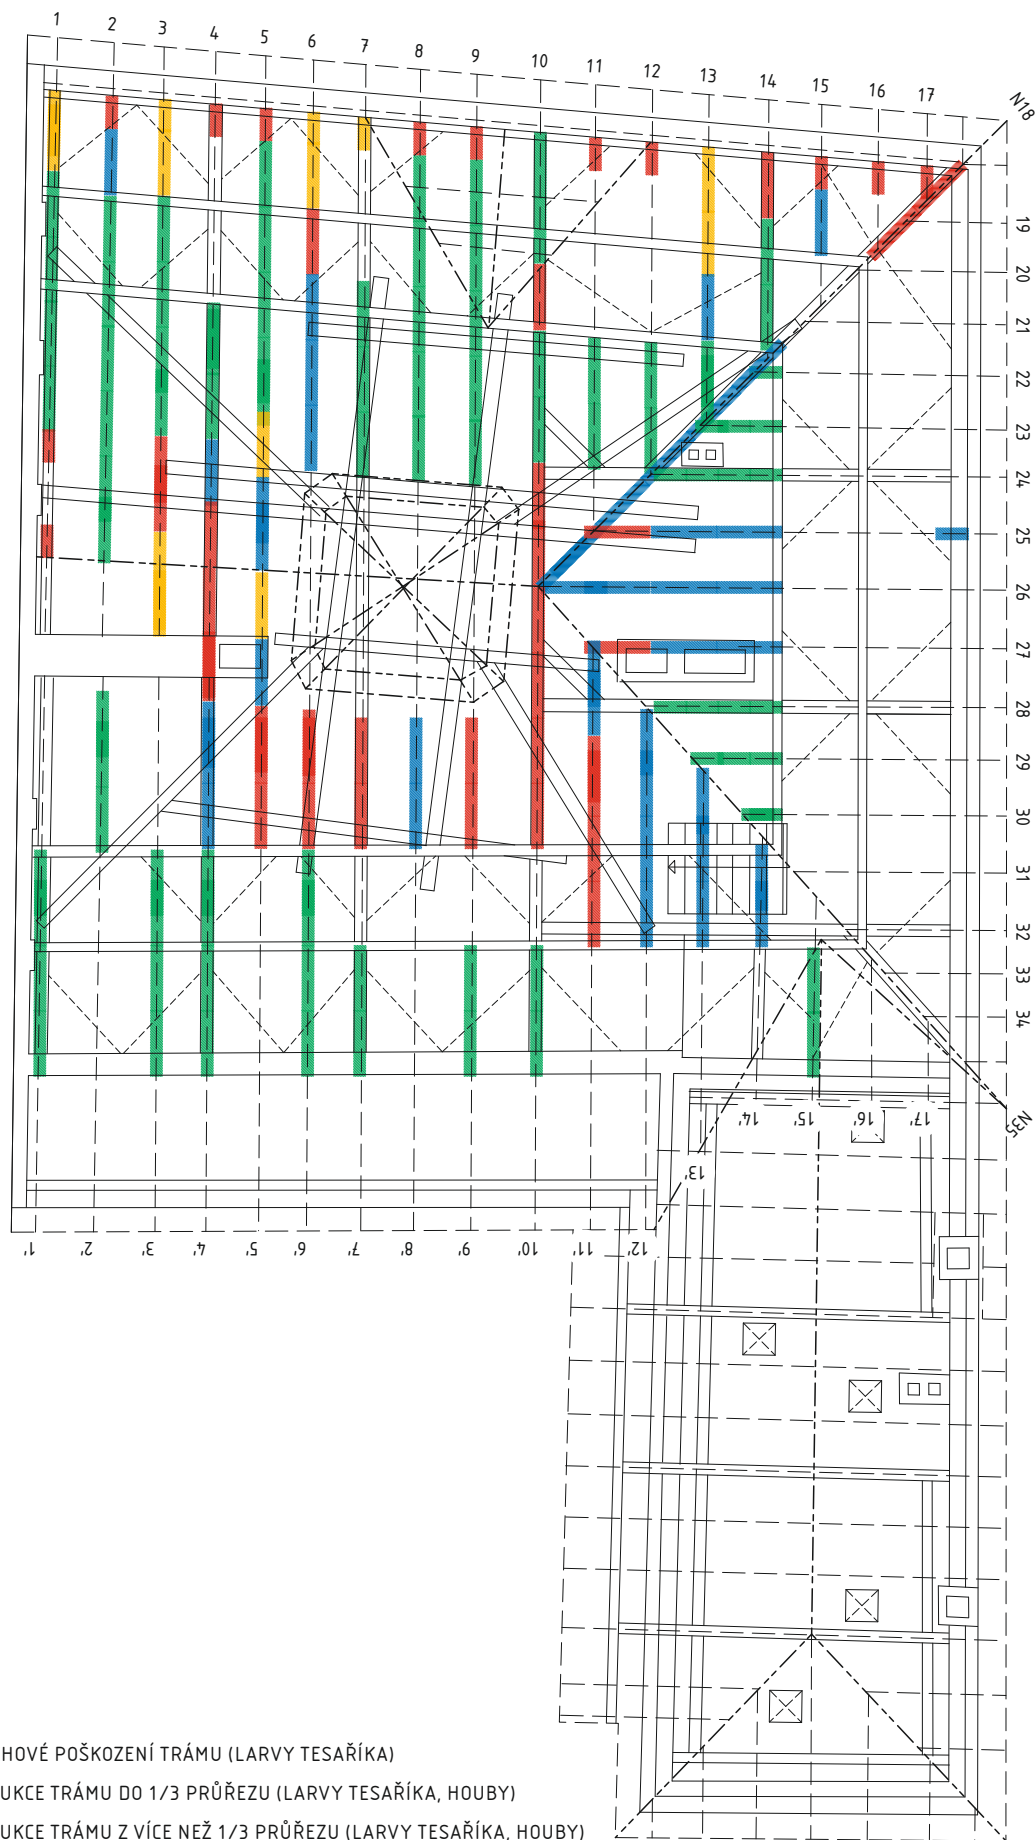 1 2 3 4 5 6 7 8 9 10 11 12 13 14 15 16 17
N18
19
20
21
22
23
24
25
26
27
28
29
30
31
32
33
34
N35
14' 15' 16' 17'
13'
1' 2' 3' 4' 5' 6' 7' 8' 9' 10' 11' 12'
HOVÉ POŠKOZENÍ TRÁMU (LARVY TESAŘÍKA)
UKCE TRÁMU DO 1/3 PRŮŘEZU (LARVY TESAŘÍKA, HOUBY)
UKCE TRÁMU Z VÍCE NEŽ 1/3 PRŮŘEZU (LARVY TESAŘÍKA, HOUBY)